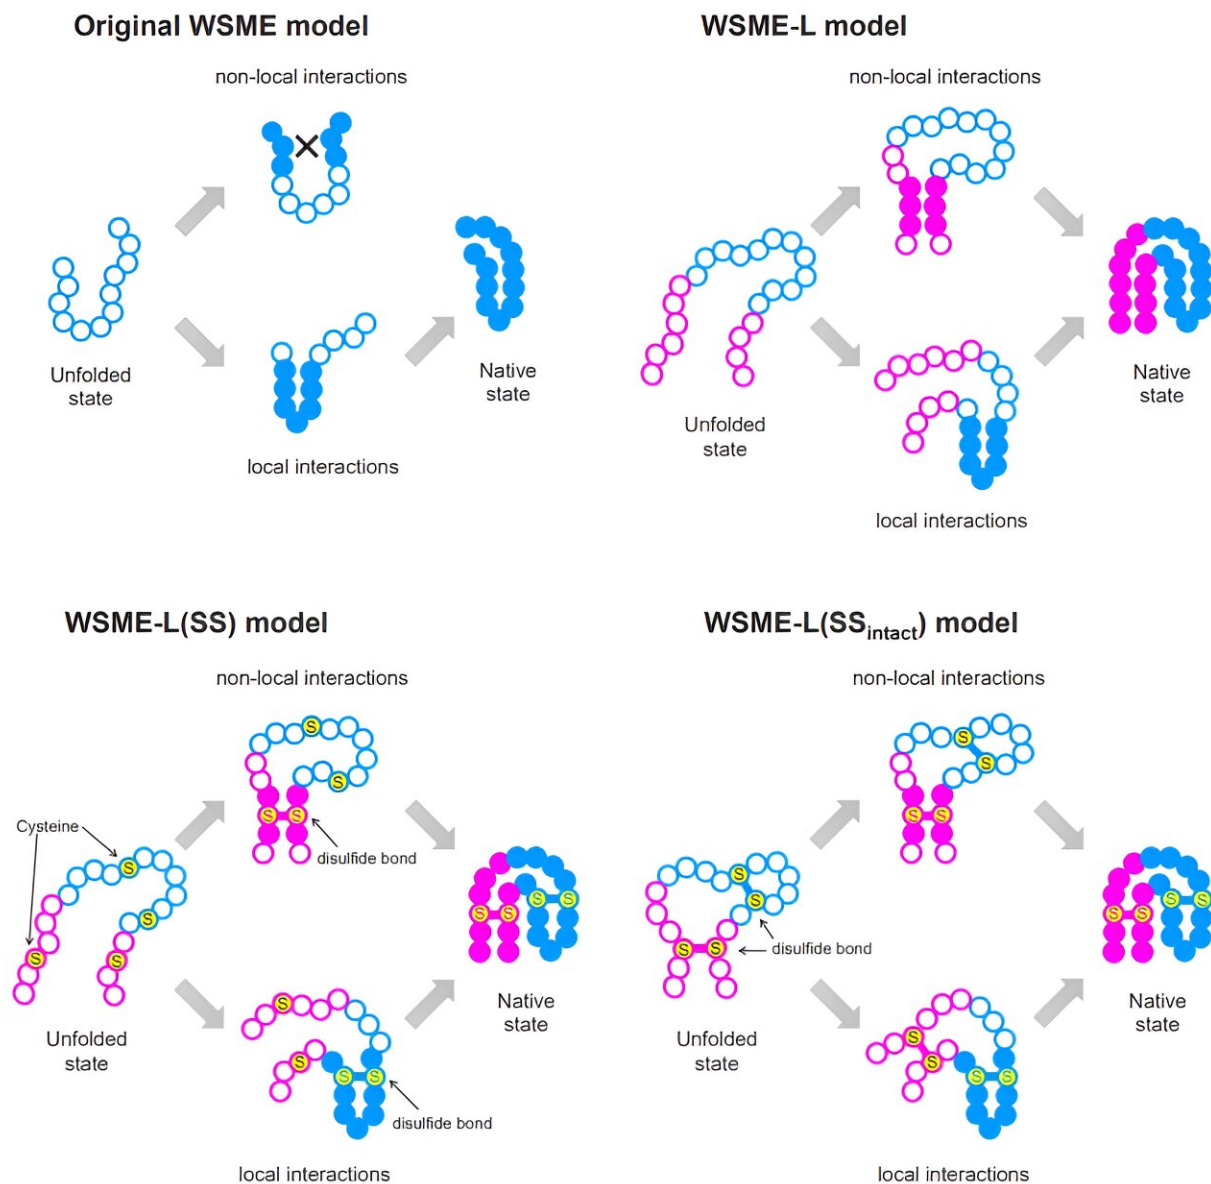 Original WSME model
non-local interactions
Unfolded
state
Native
state
local interactions
WSME-L model
non-local interactions
Unfolded
state
Native
state
local interactions
WSME-L(SS) model
non-local interactions
S
S
S
S
Cysteine
disulfide bond
S
S
S
S
S
S
S
S
Unfolded
state
S
S
S
S
disulfide bond
Native
state
local interactions
WSME-L(SSintact) model
non-local interactions
S
S
S
S
S
S
S
S
disulfide bond
S
S
S
S
Unfolded
state
S
S
S
S
Native
state
local interactions